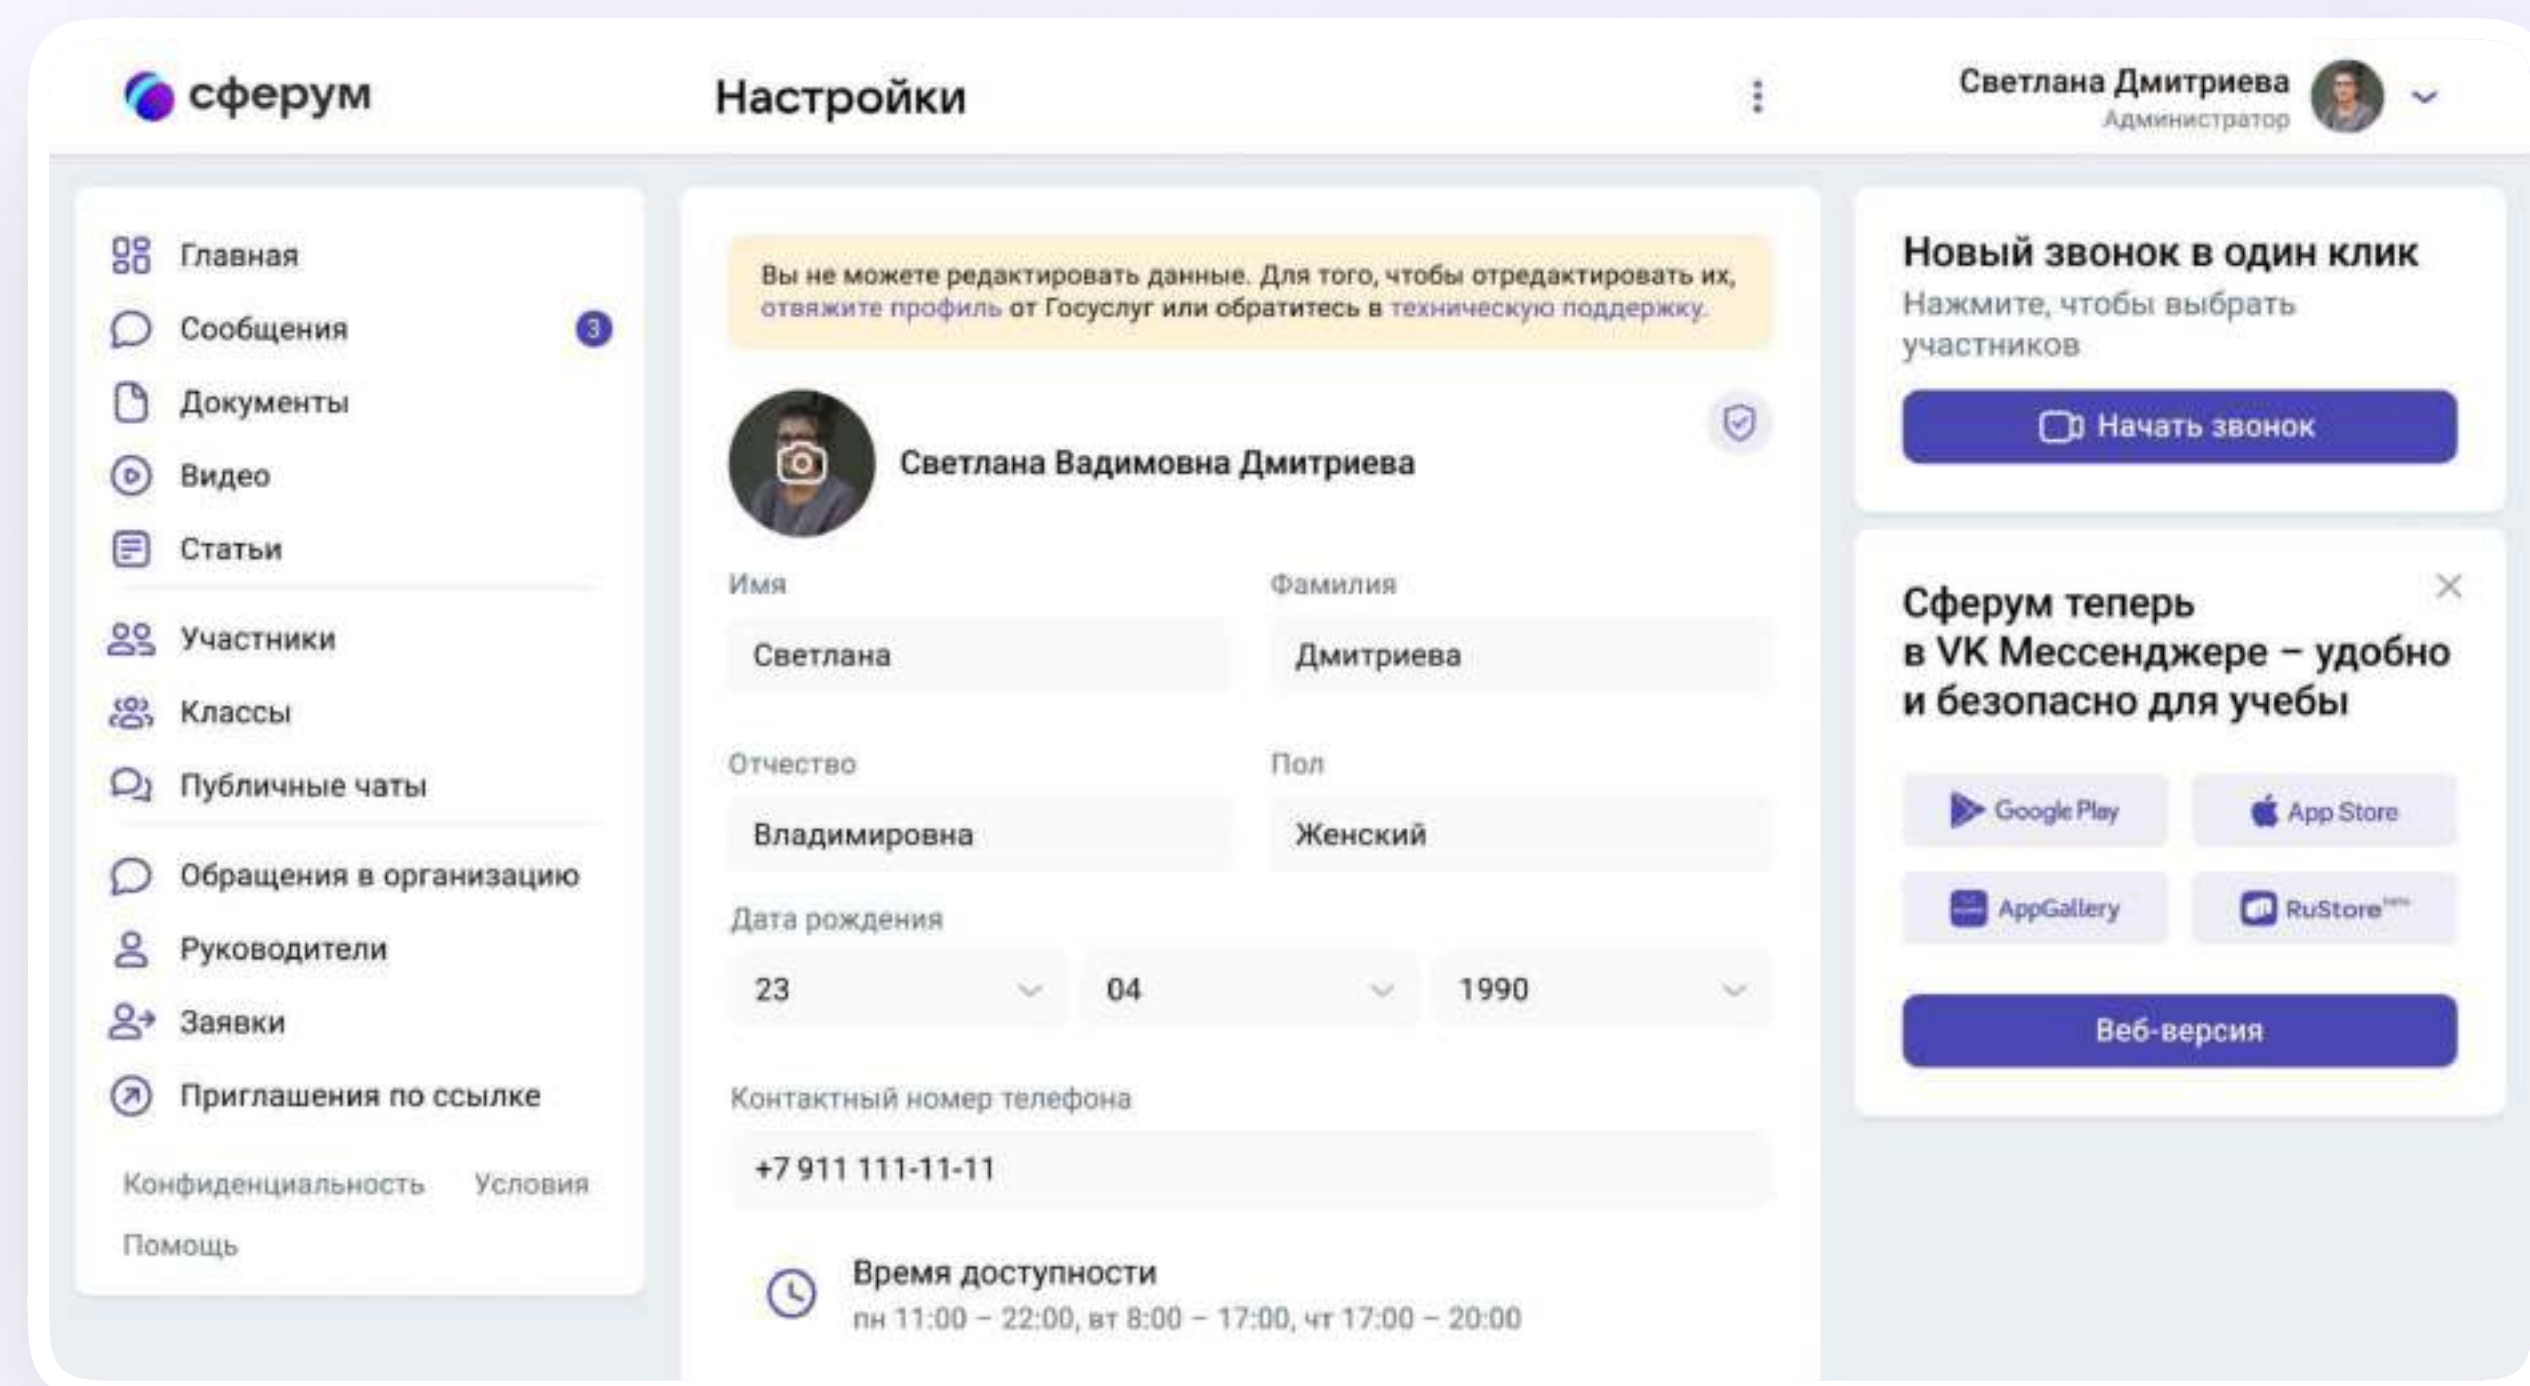 сферум
Настройки
Светлана Дмитриева
Администратор
Главная
Сообщения
3
Документы
Видео
Статьи
Участники
Классы
Публичные чаты
Обращения в организацию
Руководители
Заявки
Приглашения по ссылке
Конфиденциальность Условия
Помощь
Вы не можете редактировать данные. Для того, чтобы отредактировать их,
отвяжите профиль от Госуслуг или обратитесь в техническую поддержку.
Светлана Вадимовна Дмитриева
Имя
Фамилия
Светлана
Дмитриева
Отчество
Пол
Владимировна
Женский
Дата рождения
23
04
1990
Контактный номер телефона
+7 911 111-11-11
Время доступности
пн 11:00 – 22:00, вт 8:00 – 17:00, чт 17:00 – 20:00
Новый звонок в один клик
Нажмите, чтобы выбрать
участников
Начать звонок
Сферум теперь
в VK Мессенджере – удобно
и безопасно для учебы
Google Play
App Store
AppGallery
RuStore
Веб-версия